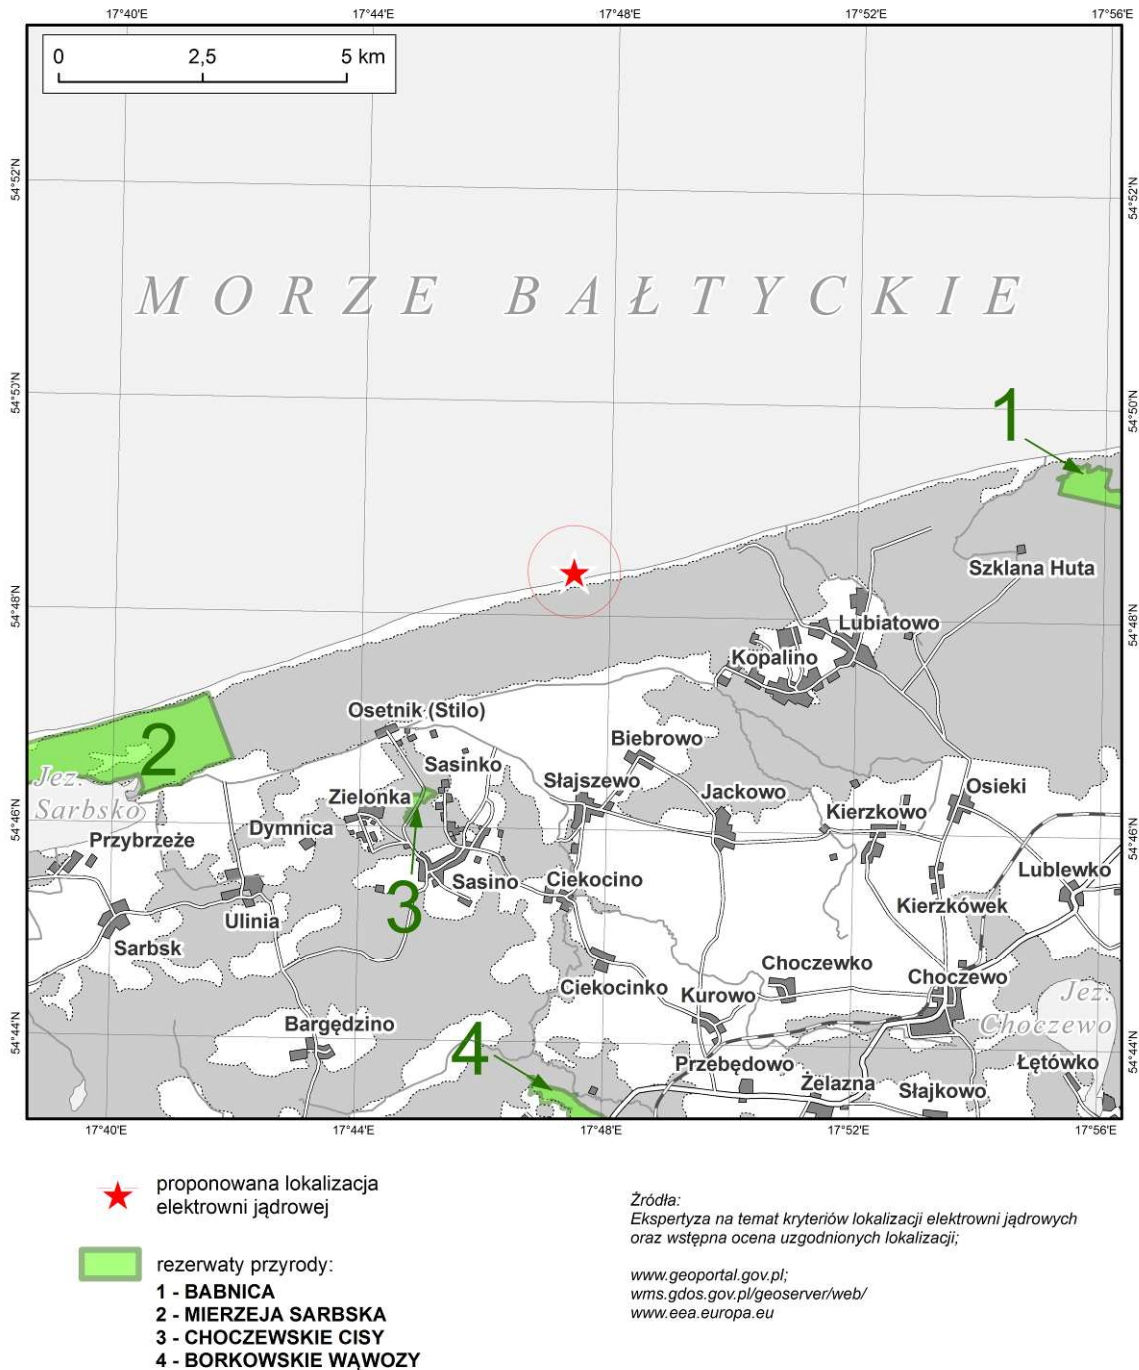 17°40'E 17°44'E 17°48'E 17°52'E 17°56'E
0 2,5 5 km
54°52'N 54°52'N
MORZE BAŁTYCKIE
54°50'N 54°50'N
1
Szklana Huta
54°48'N 54°48'N
Lubiatowo
Kopalino
Osetnik (Stilo)
2
Biebrowo
Sasinko
Jez.
Sarbsko
Słajszewo
Jackowo
Osieki
Zielonka
Kierzkowo
54°46'N 54°46'N
Dymnica
Przybrzeże
Lublewko
Sasino
Ciekocino
3
Kierzkówek
Ulinia
Sarbsk
Choczewko
Choczewo
Ciekocinko
Kurowo
Jez.
Choczewo
54°44'N 54°44'N
Bargędzino
4
Przebędowo
Łętówko
Żelazna
Słajkowo
17°40'E 17°44'E 17°48'E 17°52'E 17°56'E
proponowana lokalizacja
elektrowni jądrowej
rezerwaty przyrody:
1 - BABNICA
2 - MIERZEJA SARBSKA
3 - CHOCZEWSKIE CISY
4 - BORKOWSKIE WĄWOZY
Źródła:
Ekspertyza na temat kryteriów lokalizacji elektrowni jądrowych
oraz wstępna ocena uzgodnionych lokalizacji;
www.geoportal.gov.pl;
wms.gdos.gov.pl/geoserver/web/
www.eea.europa.eu